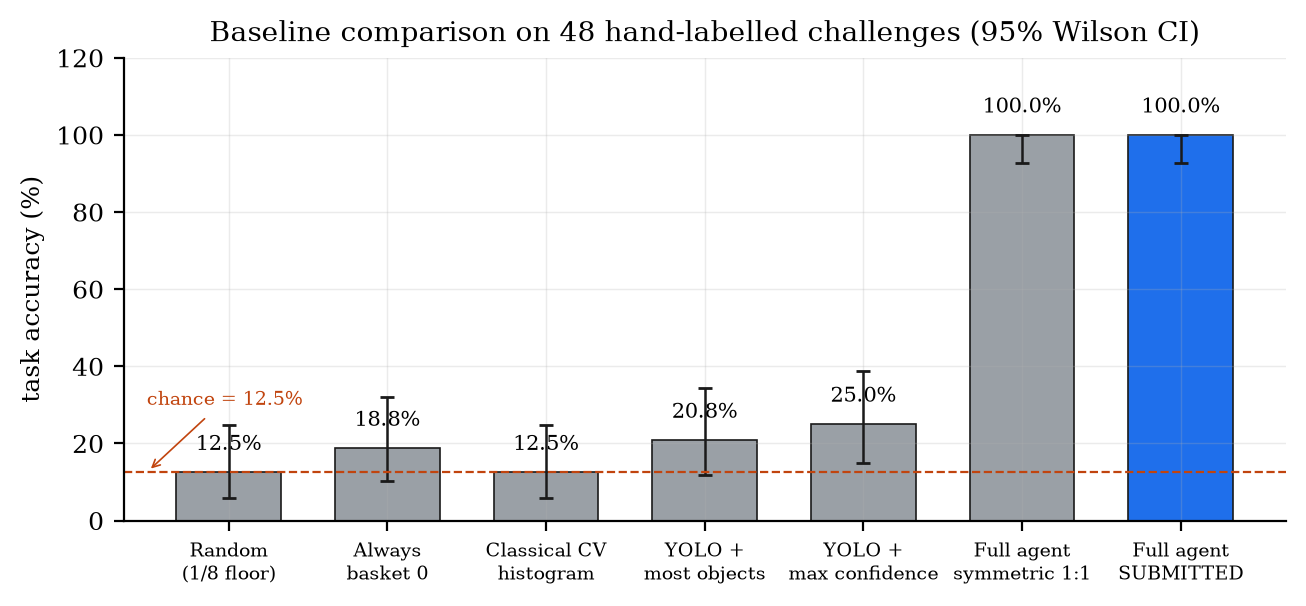 Baseline comparison on 48 hand-labelled challenges (95% Wilson CI)
task accuracy (%)
120
100
80
60
40
20
0
chance = 12.5%
12.5%
18.8%
12.5%
20.8%
25.0%
100.0%
100.0%
Random
(1/8 floor)
Always
basket 0
Classical CV
histogram
YOLO +
most objects
YOLO +
max confidence
Full agent
symmetric 1:1
Full agent
SUBMITTED